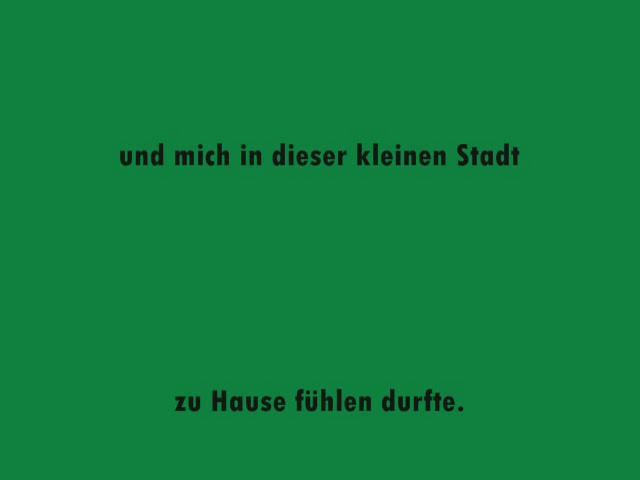 und mich in dieser kleinen Stadt
zu Hause fühlen durfte.